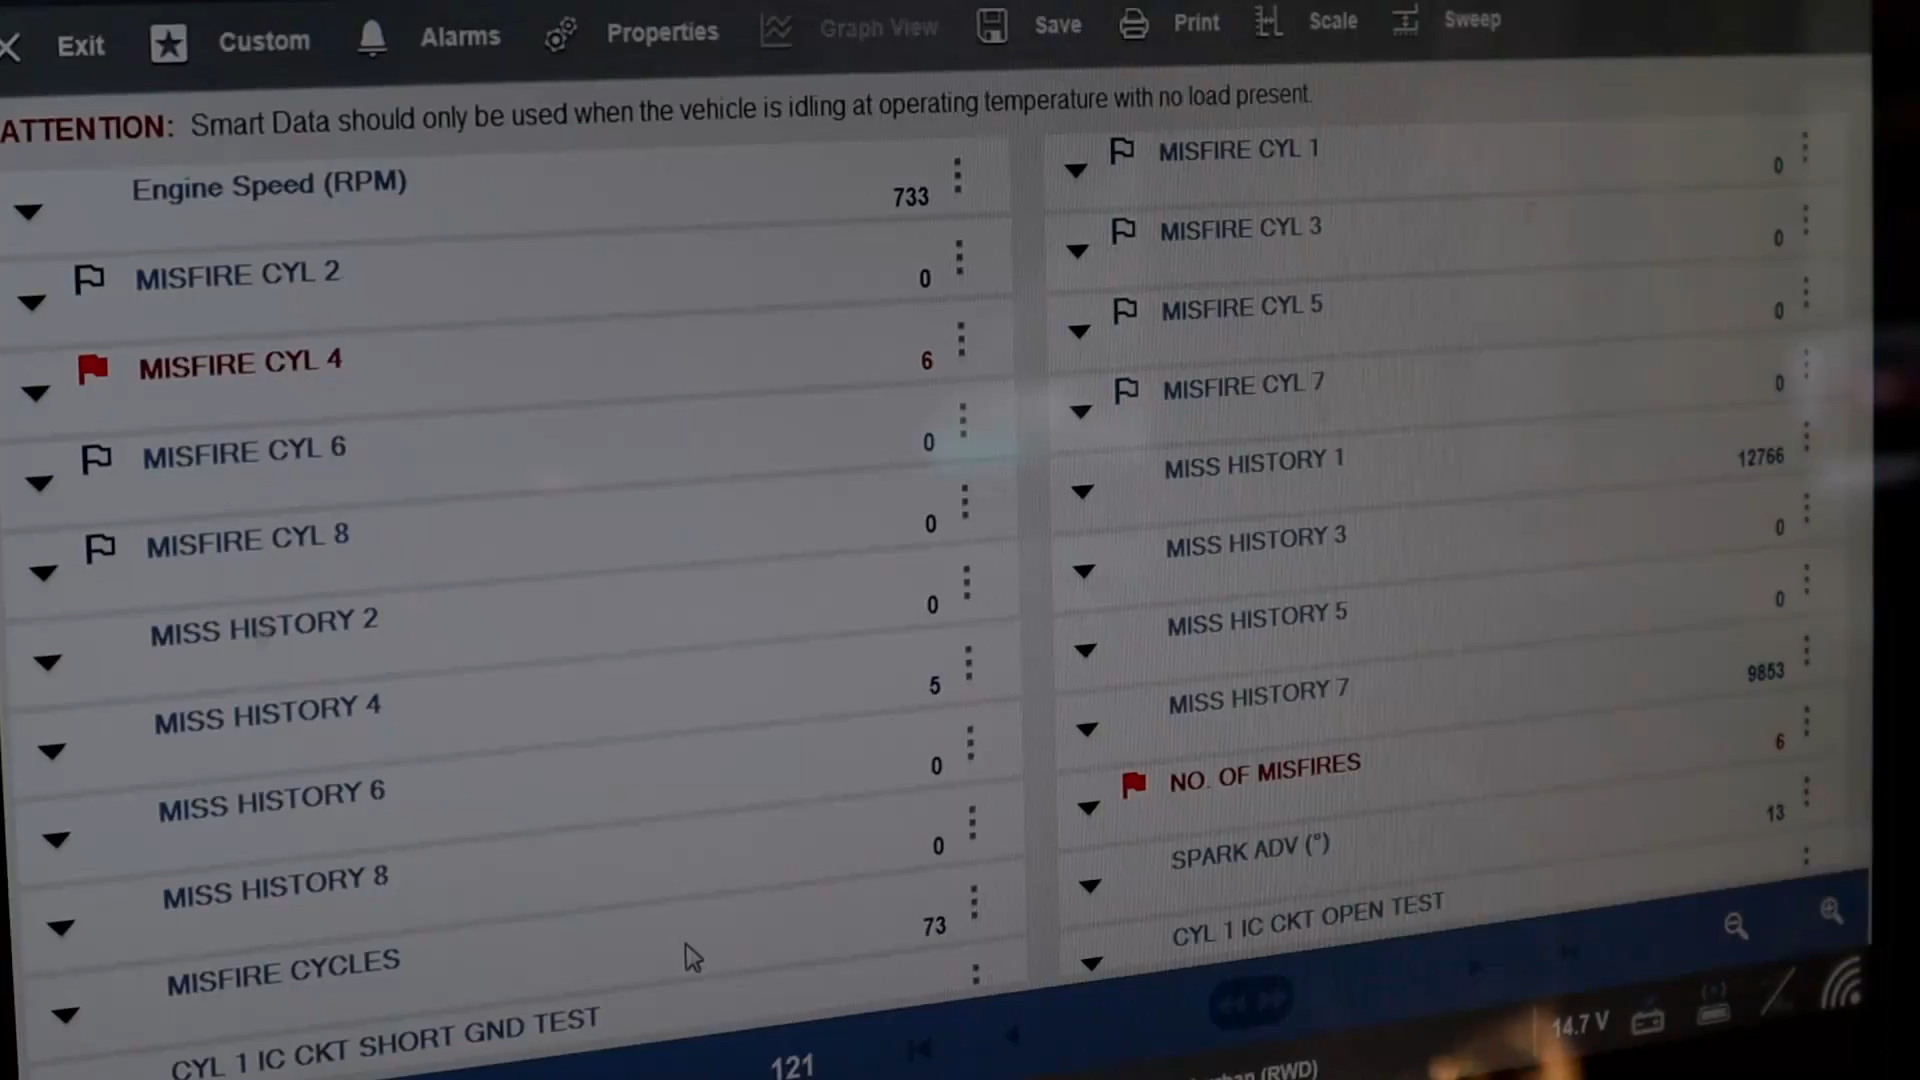 Exit Custom Alarms Properties Graph View Save Print Scale Sweep
ATTENTION: Smart Data should only be used when the vehicle is idling at operating temperature with no load present.
Engine Speed (RPM) 733
MISFIRE CYL 2 0
MISFIRE CYL 4 6
MISFIRE CYL 6 0
MISFIRE CYL 8 0
MISS HISTORY 2 0
MISS HISTORY 4 5
MISS HISTORY 6 0
MISS HISTORY 8 0
MISFIRE CYCLES 73
CYL 1 IC CKT SHORT GND TEST
MISFIRE CYL 1 0
MISFIRE CYL 3 0
MISFIRE CYL 5 0
MISFIRE CYL 7 0
MISS HISTORY 1 12766
MISS HISTORY 3 0
MISS HISTORY 5 0
MISS HISTORY 7 9853
NO. OF MISFIRES 6
SPARK ADV (°) 13
CYL 1 IC CKT OPEN TEST
121
14.7 V
(RWD)